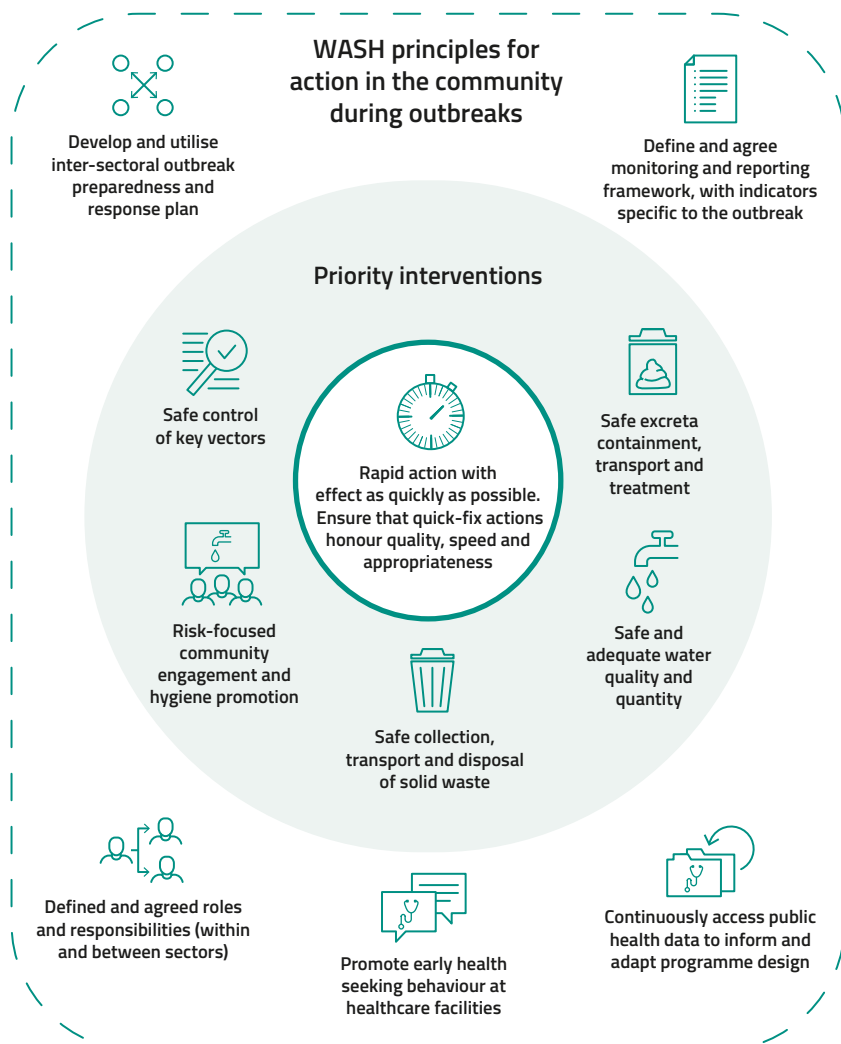 WASH principles for
action in the community
during outbreaks
Develop and utilise
inter-sectoral outbreak
preparedness and
response plan
Define and agree
monitoring and reporting
framework, with indicators
specific to the outbreak
Priority interventions
Safe control
of key vectors
Rapid action with
effect as quickly as possible.
Ensure that quick-fix actions
honour quality, speed and
appropriateness
Safe excreta
containment,
transport and
treatment
Risk-focused
community
engagement and
hygiene promotion
Safe and
adequate water
quality and
quantity
Safe collection,
transport and disposal
of solid waste
Defined and agreed roles
and responsibilities (within
and between sectors)
Promote early health
seeking behaviour at
healthcare facilities
Continuously access public
health data to inform and
adapt programme design